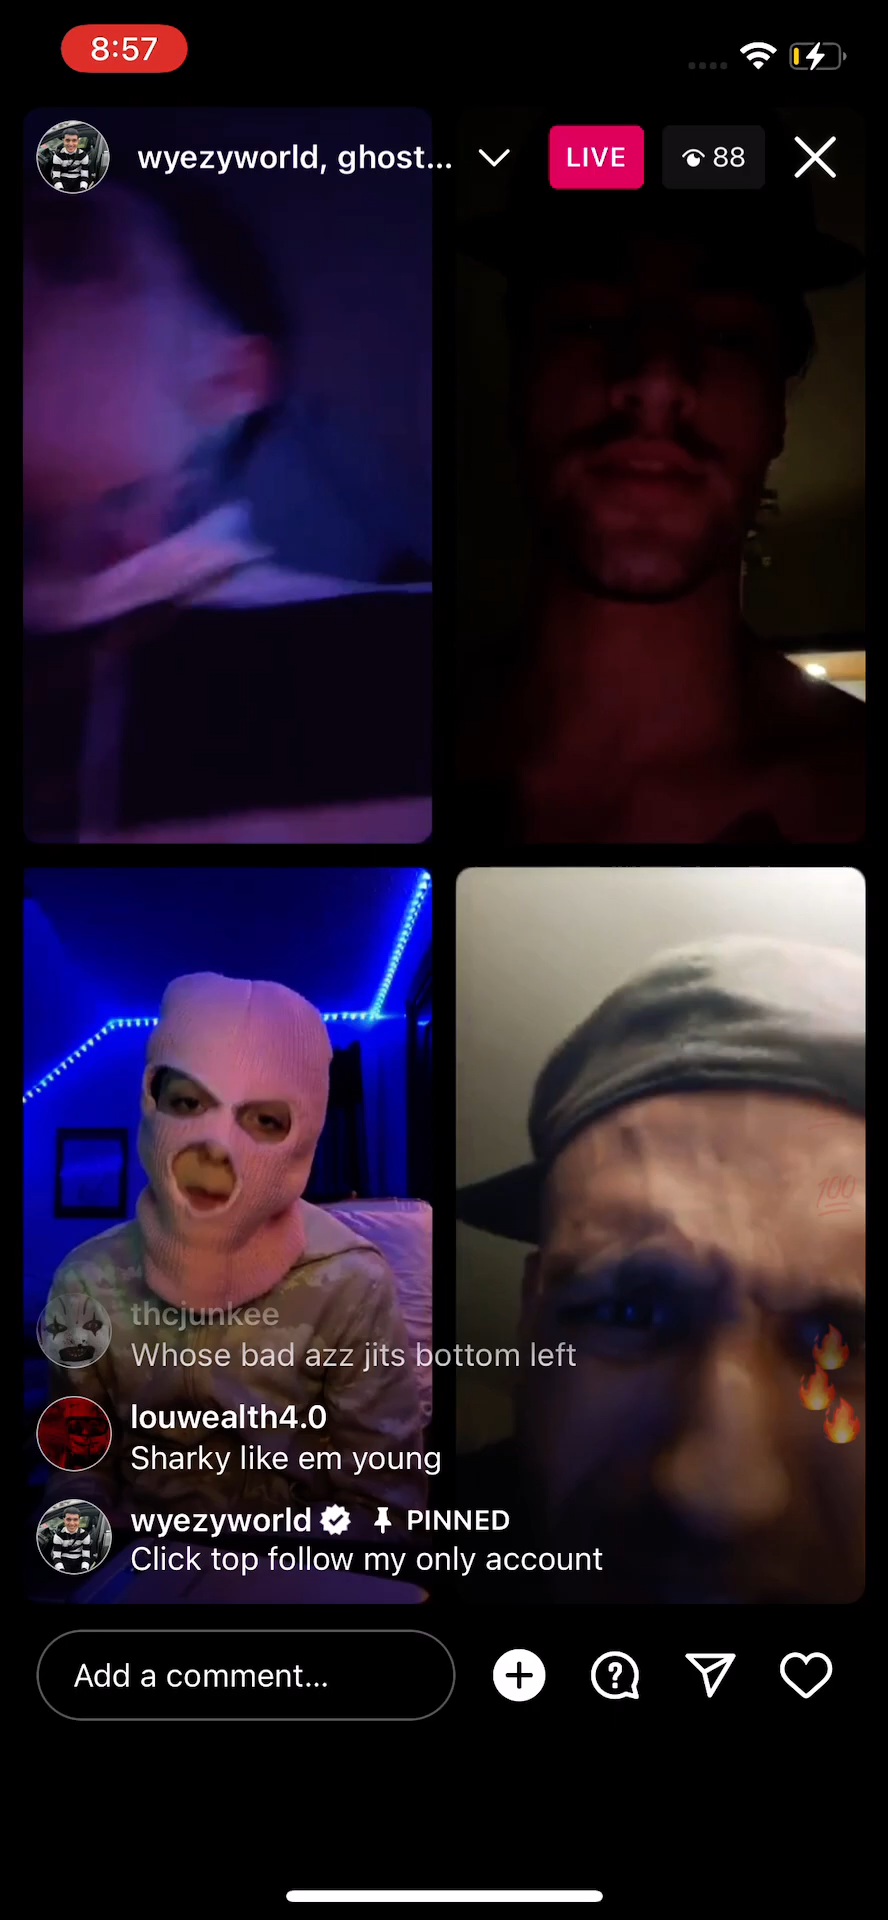 8:57
wyezyworld, ghost...
LIVE
88
100
thcjunkee
Whose bad azz jits bottom left
louwealth4.0
Sharky like em young
wyezyworld PINNED
Click top follow my only account
Add a comment...